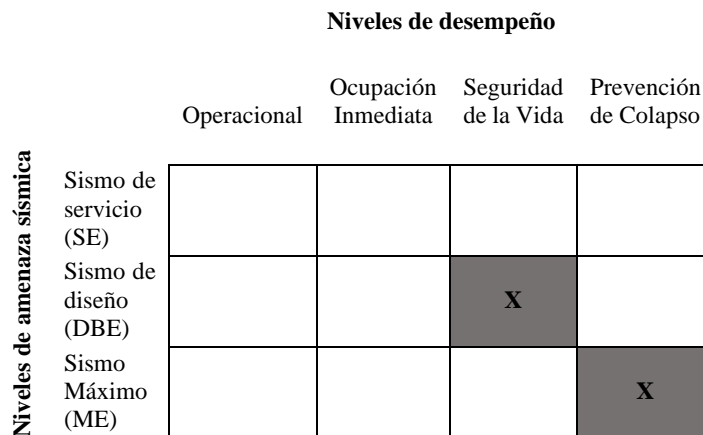 Niveles de desempeño
Operacional
Ocupación
Inmediata
Seguridad
de la Vida
Prevención
de Colapso
Niveles de amenaza sísmica
Sismo de
servicio
(SE)
Sismo de
diseño
(DBE)
X
Sismo
Máximo
(ME)
X